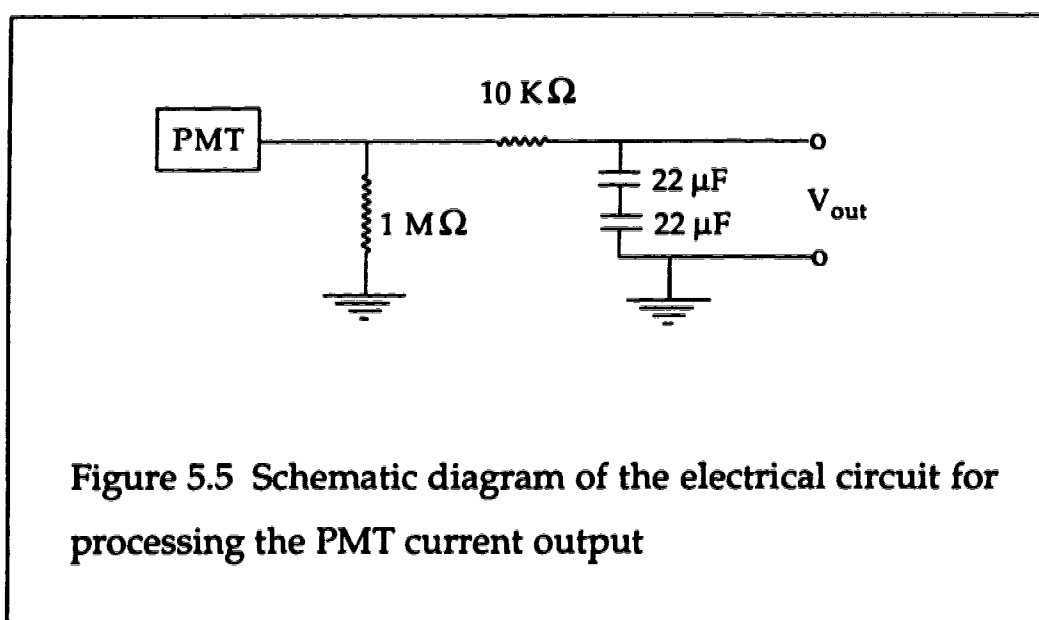 10 KΩ
PMT
22 µF
1 MΩ
22 µF
Vout
Figure 5.5 Schematic diagram of the electrical circuit for
processing the PMT current output